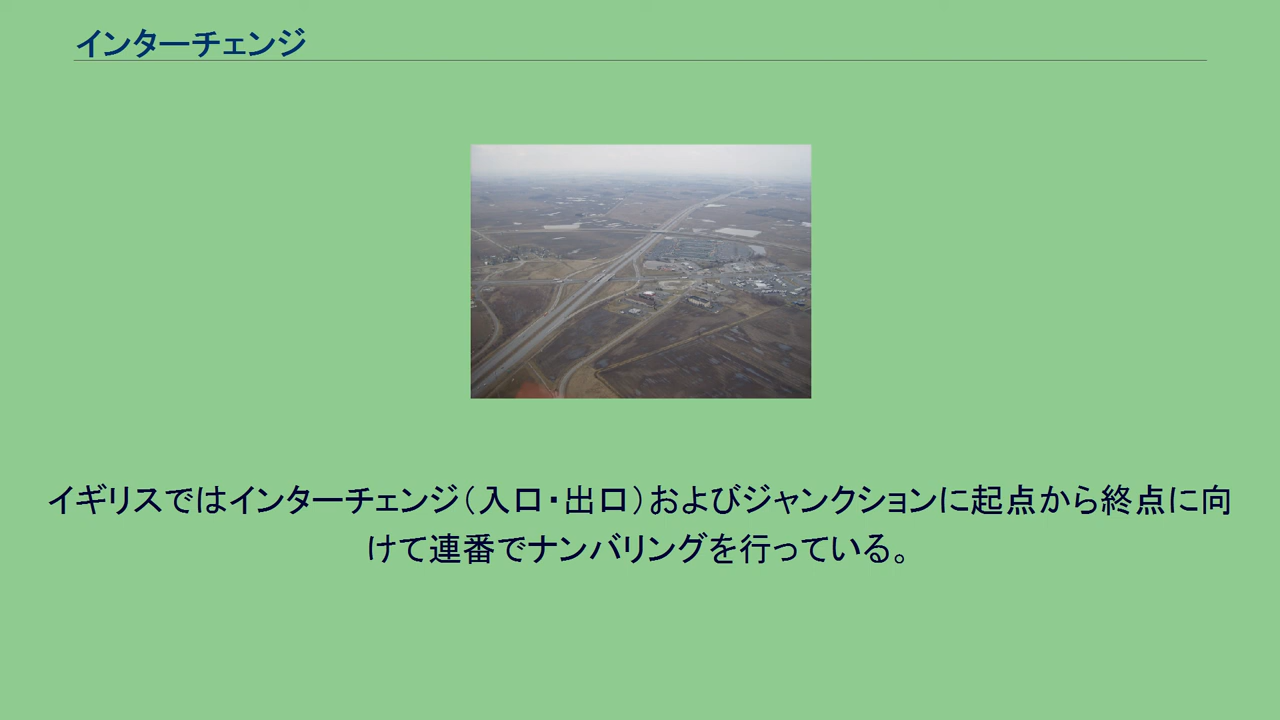 インターチェンジ
イギリスではインターチェンジ（入口・出口）およびジャンクションに起点から終点に向
けて連番でナンバリングを行っている。